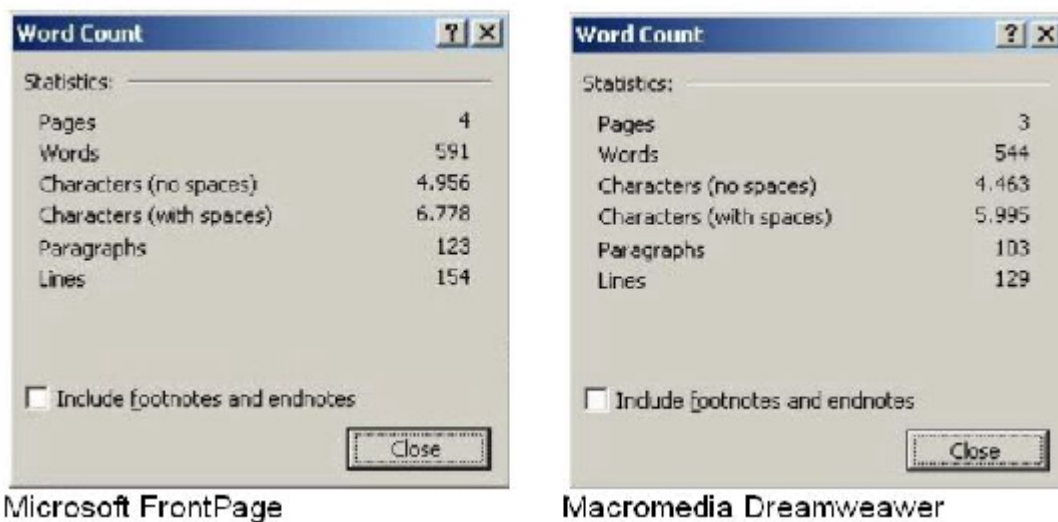 Word Count
Statistics:
Pages 4
Words 591
Characters (no spaces) 4.956
Characters (with spaces) 6.778
Paragraphs 123
Lines 154
Include footnotes and endnotes
Close
Microsoft FrontPage
Word Count
Statistics:
Pages 3
Words 544
Characters (no spaces) 4.463
Characters (with spaces) 5.995
Paragraphs 103
Lines 129
Include footnotes and endnotes
Close
Macromedia Dreamweawer